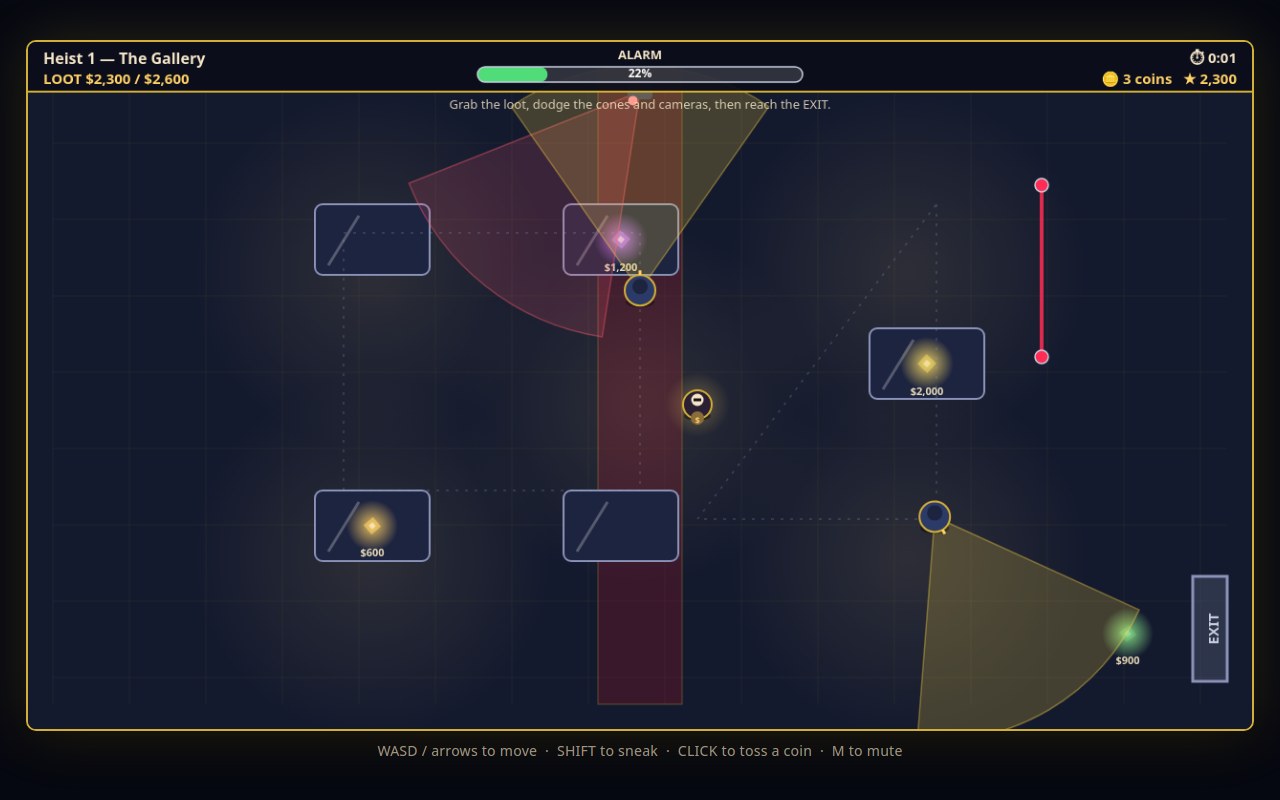 Heist 1 — The Gallery
LOOT $2,300 / $2,600
ALARM
22%
0:01
3 coins ★ 2,300
Grab the loot, dodge the cones and cameras, then reach the EXIT.
$1,200
$2,000
$
$600
$900
EXIT
WASD / arrows to move · SHIFT to sneak · CLICK to toss a coin · M to mute